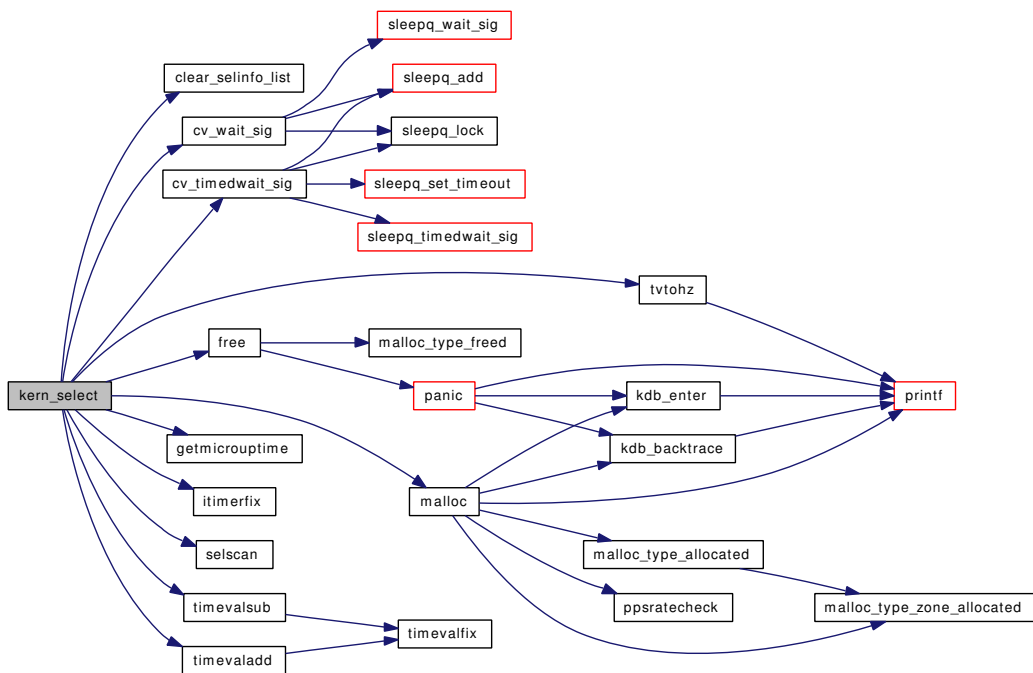 sleepq_wait_sig
clear_selinfo_list
sleepq_add
cv_wait_sig
sleepq_lock
cv_timedwait_sig
sleepq_set_timeout
sleepq_timedwait_sig
tvtohz
free
malloc_type_freed
kern_select
panic
kdb_enter
printf
getmicrouptime
kdb_backtrace
itimerfix
malloc
selscan
malloc_type_allocated
timevalsub
ppsratecheck
malloc_type_zone_allocated
timevalfix
timevaladd